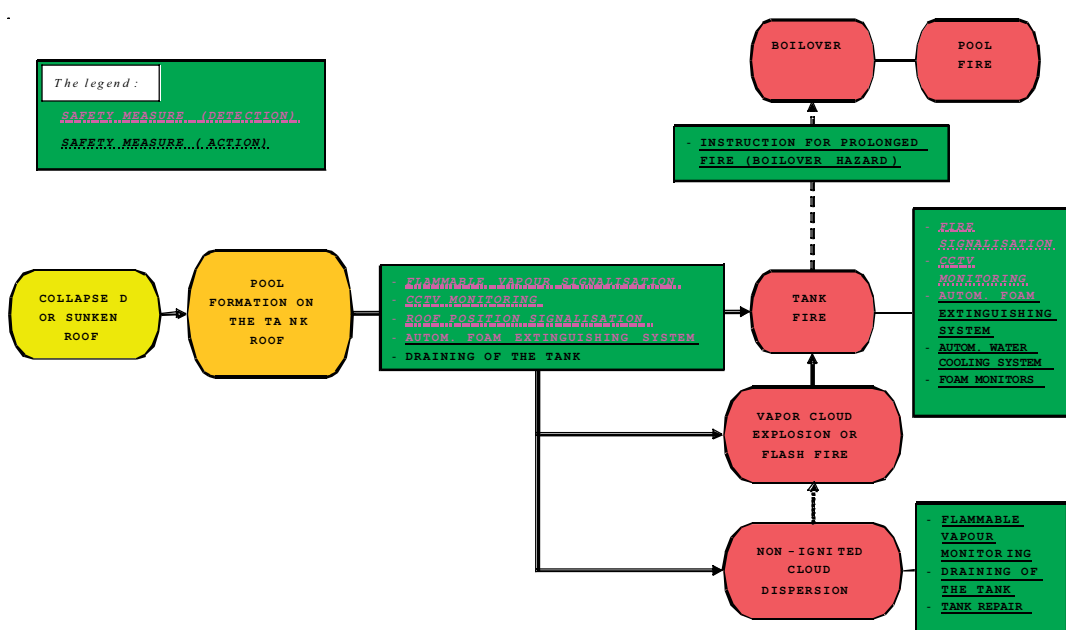 The legend:
SAFETY MEASURE (DETECTION)
SAFETY MEASURE ( ACTION)
BOILOVER
POOL
FIRE
- INSTRUCTION FOR PROLONGED
FIRE (BOILOVER HAZARD)
COLLAPSE D
OR SUNKEN
ROOF
POOL
FORMATION ON
THE TA NK
ROOF
- FLAMMABLE VAPOUR SIGNALISATION
- CCTV MONITORING
- ROOF POSITION SIGNALISATION
- AUTOM. FOAM EXTINGUISHING SYSTEM
- DRAINING OF THE TANK
TANK
FIRE
- FIRE
SIGNALISATION
- CCTV
MONITORING
- AUTOM. FOAM
EXTINGUISHING
SYSTEM
- AUTOM. WATER
COOLING SYSTEM
- FOAM MONITORS
VAPOR CLOUD
EXPLOSION OR
FLASH FIRE
NON - IGNI TED
CLOUD
DISPERSION
- FLAMMABLE
VAPOUR
MONITOR ING
- DRAINING OF
THE TANK
- TANK REPAIR